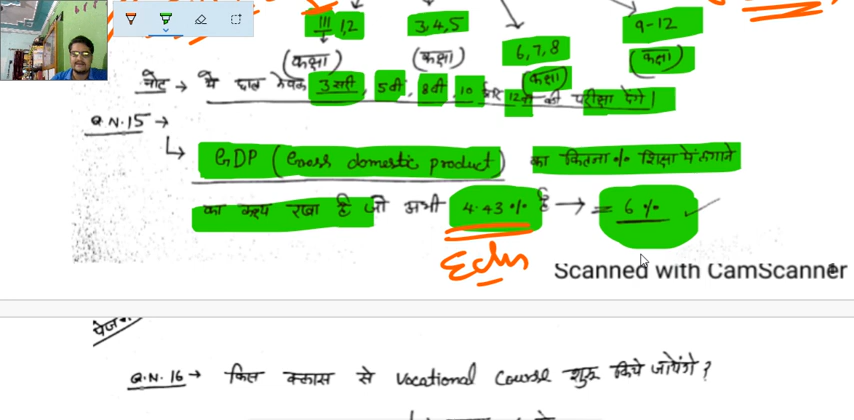 III, 1,2 3,4,5 6,7,8 9-12
(कक्षा) (कक्षा) (कक्षा) (कक्षा)
नोट → ये छात्र केवल 3सरी, 5वी, 8वी, 10 और 12वी की परीक्षा देंगे।
Q.N.15 →
GDP (Gross domestic product) का कितना % शिक्षा में लगाने
का लक्ष्य रखा है जो अभी 4.43% है → = 6%
Edun
Scanned with CamScanner
पेज
Q.N.16 → किस क्लास से Vocational Course शुरू किये जायेंगे?